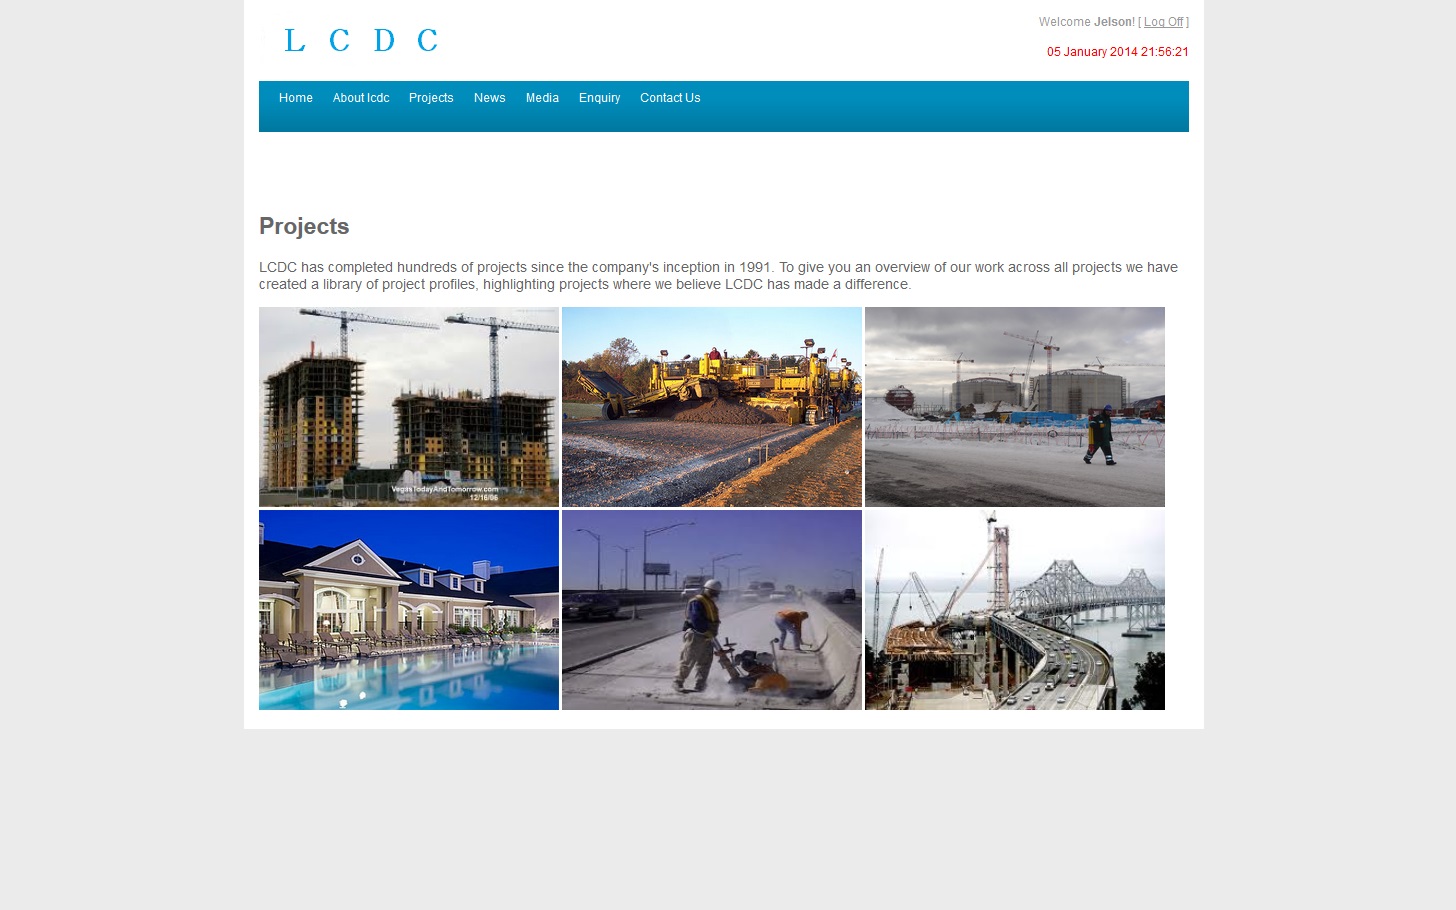 L C D C
Welcome Jelson! [ Log Off ]
05 January 2014 21:56:21
Home About lcdc Projects News Media Enquiry Contact Us
Projects
LCDC has completed hundreds of projects since the company's inception in 1991. To give you an overview of our work across all projects we have
created a library of project profiles, highlighting projects where we believe LCDC has made a difference.
VegasTodayAndTomorrow.com
12/16/06